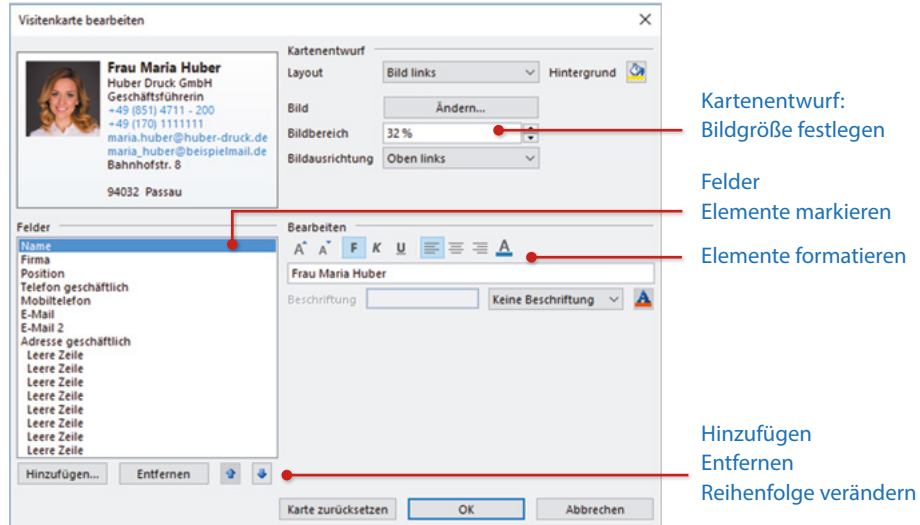 Visitenkarte bearbeiten
Frau Maria Huber
Huber Druck GmbH
Geschäftsführerin
+49 (851) 4711 - 200
+49 (170) 1111111
maria.huber@huber-druck.de
maria_huber@beispielmail.de
Bahnhofstr. 8
94032 Passau
Kartenentwurf
Layout Bild links Hintergrund
Bild Ändern...
Bildbereich 32 %
Bildausrichtung Oben links
Kartenentwurf:
Bildgröße festlegen
Felder
Elemente markieren
Elemente formatieren
Felder
Name
Firma
Position
Telefon geschäftlich
Mobiltelefon
E-Mail
E-Mail 2
Adresse geschäftlich
Leere Zeile
Leere Zeile
Leere Zeile
Leere Zeile
Leere Zeile
Leere Zeile
Leere Zeile
Leere Zeile
Bearbeiten
A A F K U A
Frau Maria Huber
Beschriftung Keine Beschriftung A
Hinzufügen... Entfernen
Hinzufügen
Entfernen
Reihenfolge verändern
Karte zurücksetzen OK Abbrechen